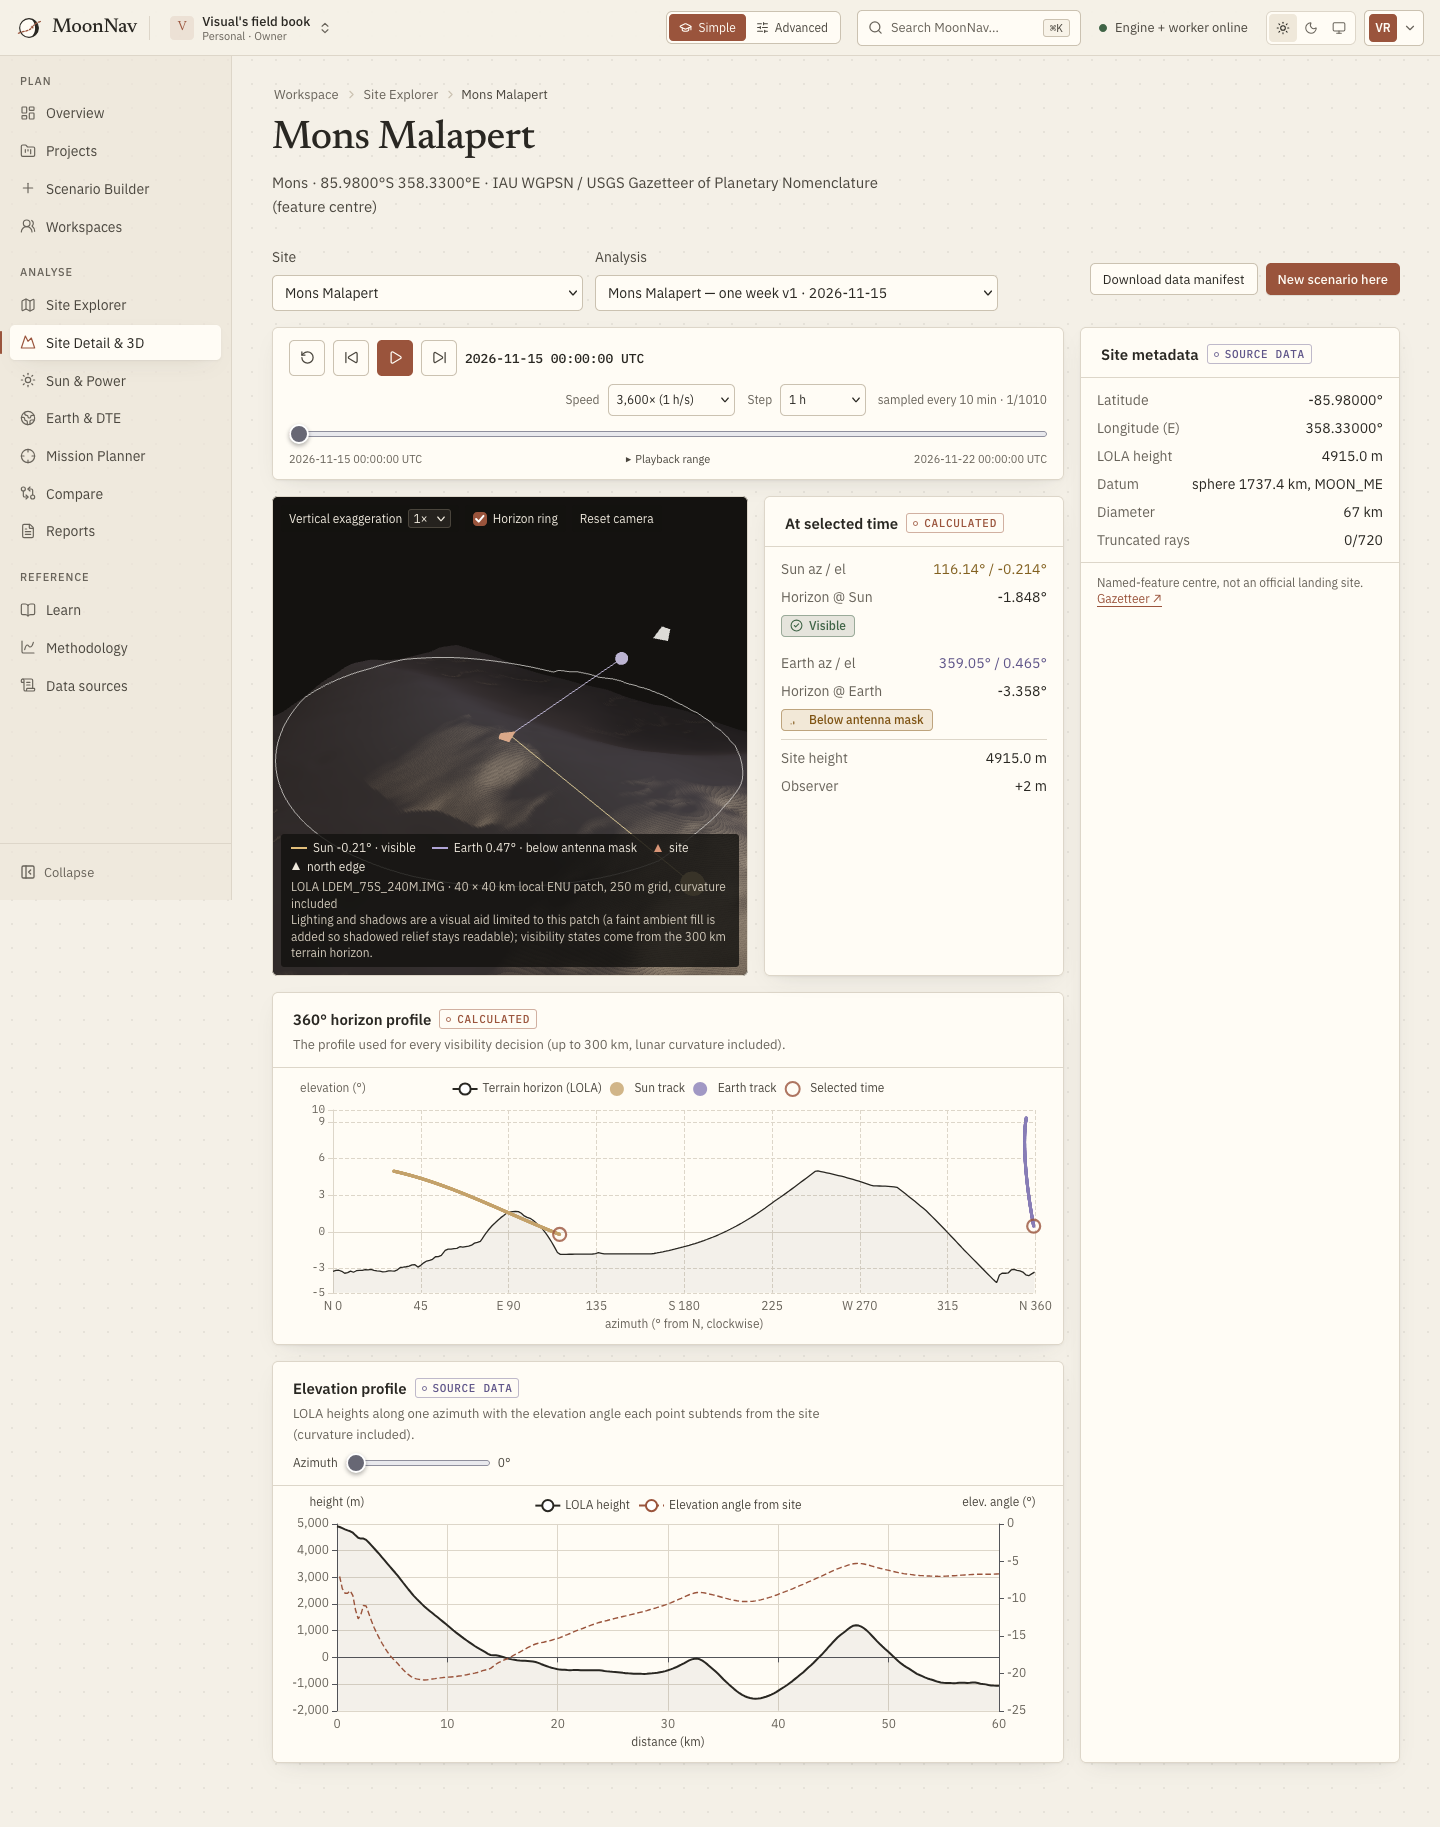 MoonNav
V
Visual's field book
Personal · Owner
Simple
Advanced
Search MoonNav...
⌘K
Engine + worker online
VR
PLAN
Overview
Projects
Scenario Builder
Workspaces
ANALYSE
Site Explorer
Site Detail & 3D
Sun & Power
Earth & DTE
Mission Planner
Compare
Reports
REFERENCE
Learn
Methodology
Data sources
Collapse
Workspace > Site Explorer > Mons Malapert
Mons Malapert
Mons · 85.9800°S 358.3300°E · IAU WGPSN / USGS Gazetteer of Planetary Nomenclature
(feature centre)
Site
Mons Malapert
Analysis
Mons Malapert — one week v1 · 2026-11-15
Download data manifest
New scenario here
2026-11-15 00:00:00 UTC
Speed 3,600× (1 h/s) Step 1 h sampled every 10 min · 1/1010
2026-11-15 00:00:00 UTC
▸ Playback range
2026-11-22 00:00:00 UTC
Vertical exaggeration 1× Horizon ring Reset camera
Sun -0.21° · visible Earth 0.47° · below antenna mask ▲ site
▲ north edge
LOLA LDEM_75S_240M.IMG · 40 × 40 km local ENU patch, 250 m grid, curvature
included
Lighting and shadows are a visual aid limited to this patch (a faint ambient fill is
added so shadowed relief stays readable); visibility states come from the 300 km
terrain horizon.
At selected time CALCULATED
Sun az / el 116.14° / -0.214°
Horizon @ Sun -1.848°
Visible
Earth az / el 359.05° / 0.465°
Horizon @ Earth -3.358°
Below antenna mask
Site height 4915.0 m
Observer +2 m
Site metadata SOURCE DATA
Latitude -85.98000°
Longitude (E) 358.33000°
LOLA height 4915.0 m
Datum sphere 1737.4 km, MOON_ME
Diameter 67 km
Truncated rays 0/720
Named-feature centre, not an official landing site.
Gazetteer ↗
360° horizon profile CALCULATED
The profile used for every visibility decision (up to 300 km, lunar curvature included).
elevation (°)
Terrain horizon (LOLA) Sun track Earth track Selected time
10
9
6
3
0
-3
-5
N 0 45 E 90 135 S 180 225 W 270 315 N 360
azimuth (° from N, clockwise)
Elevation profile SOURCE DATA
LOLA heights along one azimuth with the elevation angle each point subtends from the site
(curvature included).
Azimuth 0°
height (m)
LOLA height Elevation angle from site
elev. angle (°)
5,000
4,000
3,000
2,000
1,000
0
-1,000
-2,000
0
-5
-10
-15
-20
-25
0 10 20 30 40 50 60
distance (km)